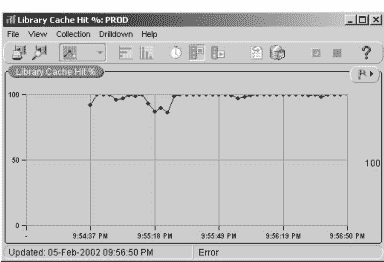 Library Cache Hit %: PROD
File View Collection Drilldown Help
Library Cache Hit %
100
50
0
100
9:54:37 PM 9:55:18 PM 9:55:49 PM 9:56:19 PM 9:56:50 PM
Updated: 05-Feb-2002 09:56:50 PM Error